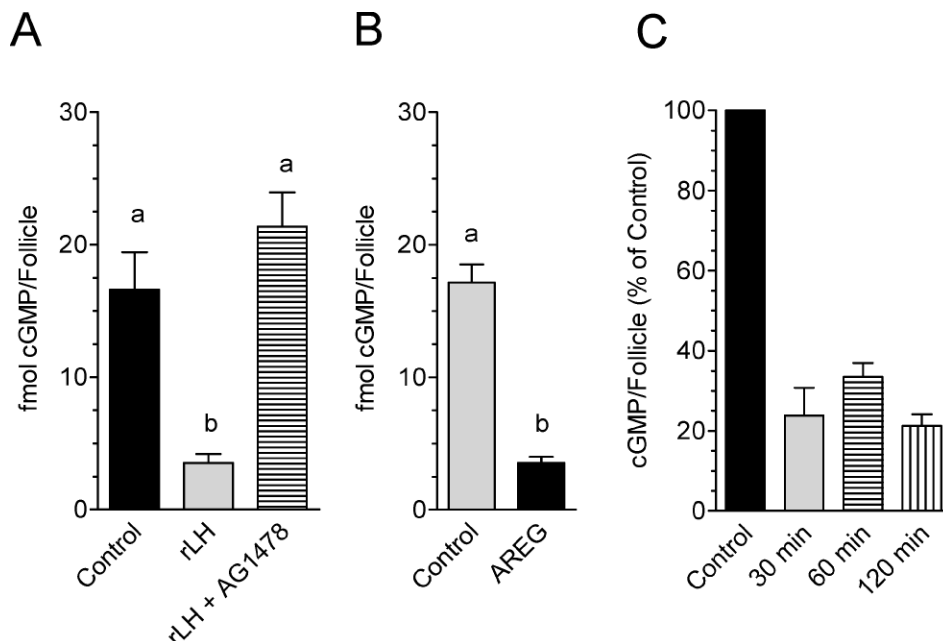 A
B
C
fmol cGMP/Follicle
30
20
10
0
a
b
a
Control
rLH
rLH + AG1478
fmol cGMP/Follicle
30
20
10
0
a
b
Control
AREG
cGMP/Follicle (% of Control)
100
80
60
40
20
0
Control
30 min
60 min
120 min